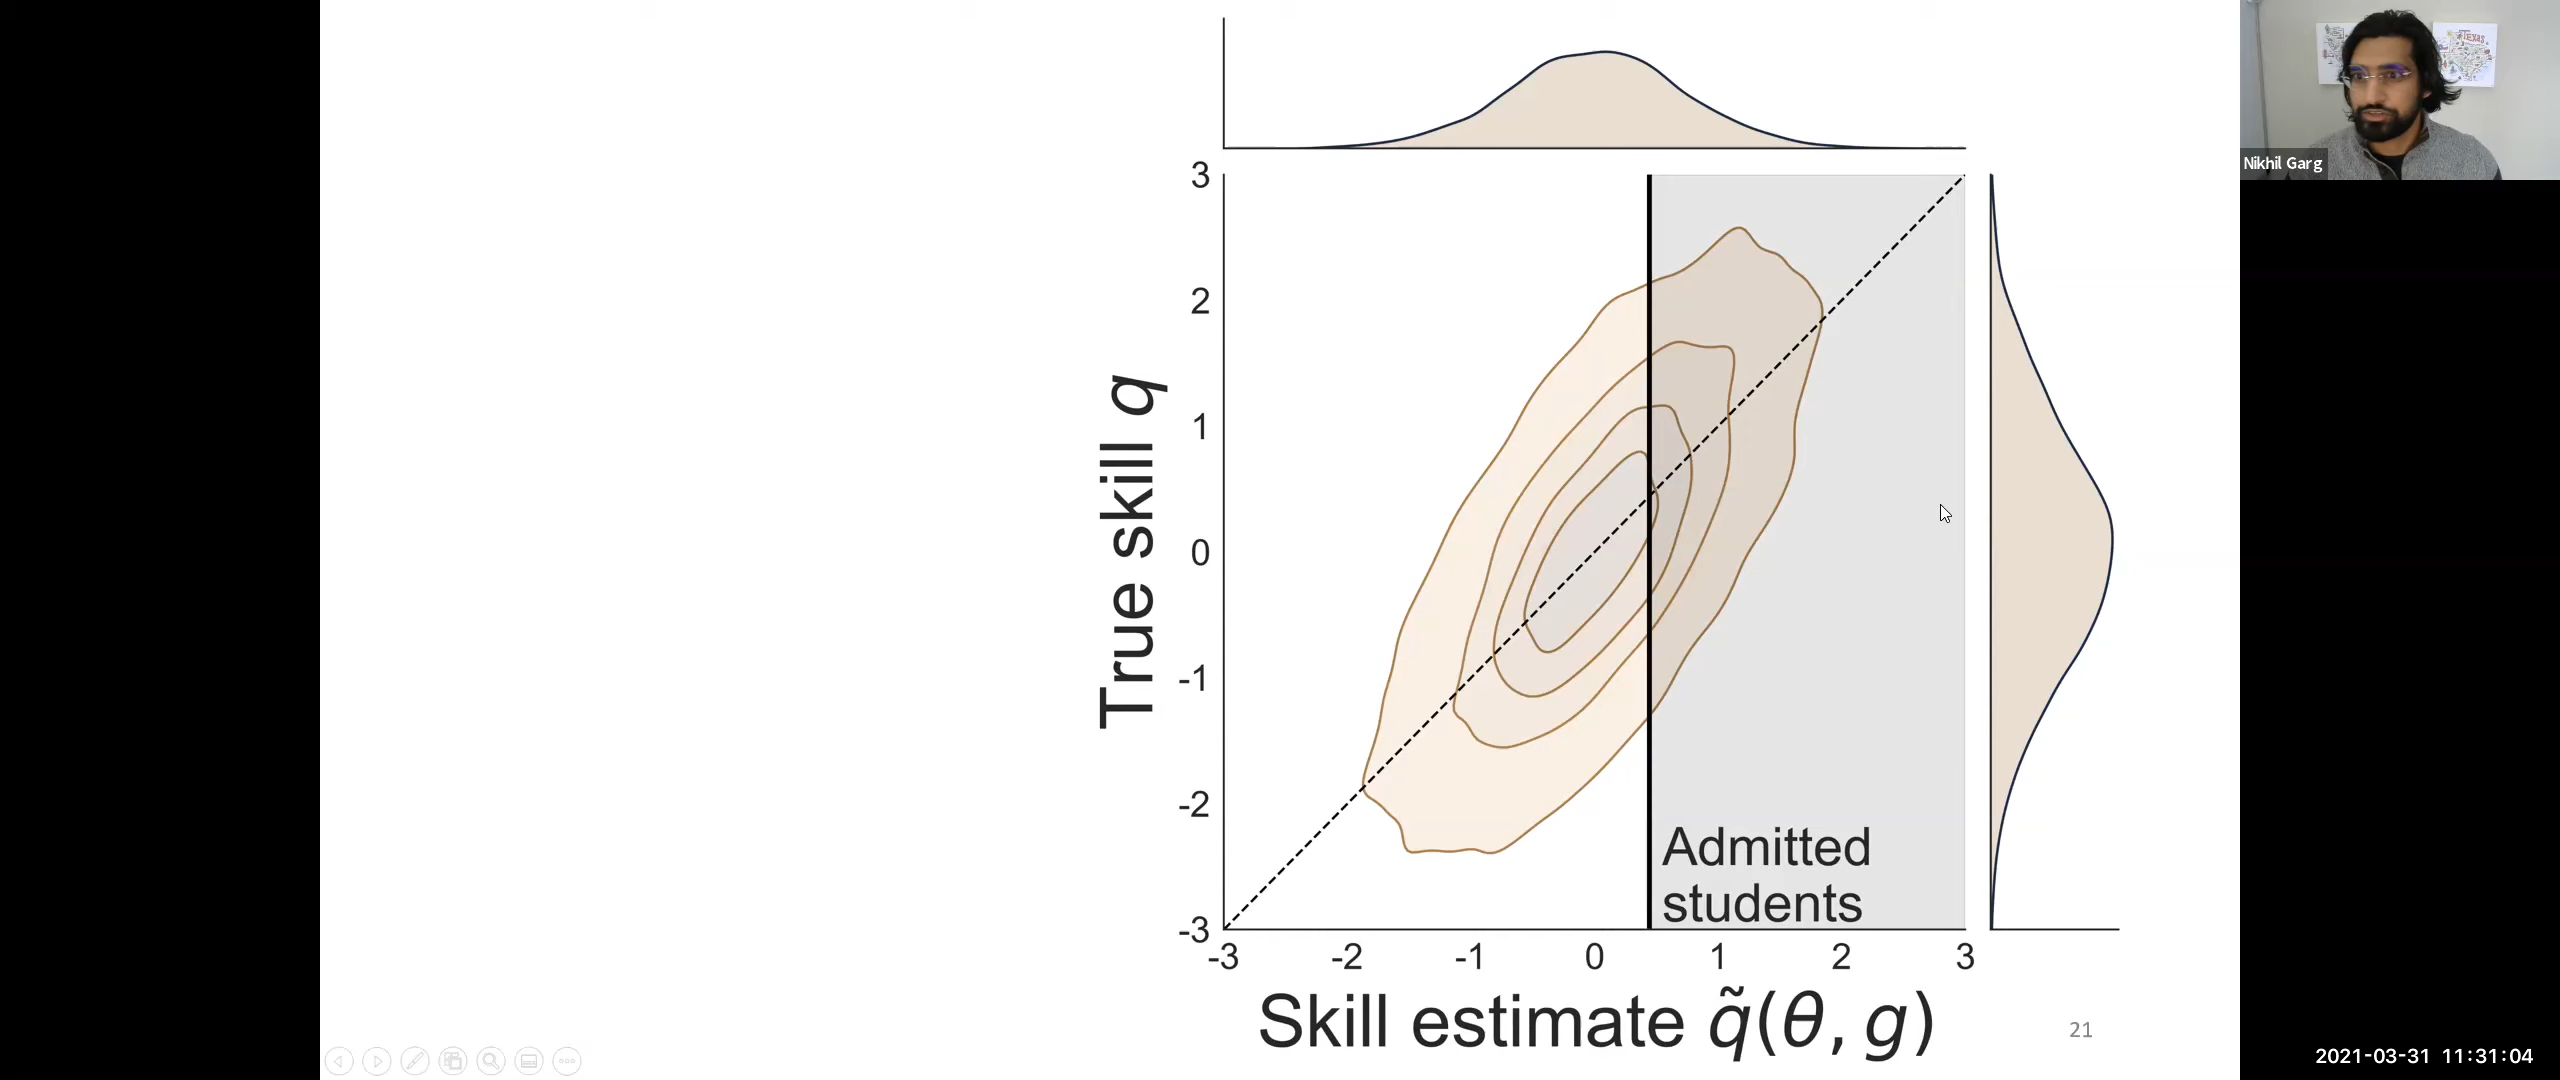 3
2
1
0
-1
-2
-3
True skill q
Admitted
students
-3 -2 -1 0 1 2 3
Skill estimate q̃(θ, g)
21
TEXAS
Nikhil Garg
2021-03-31 11:31:04